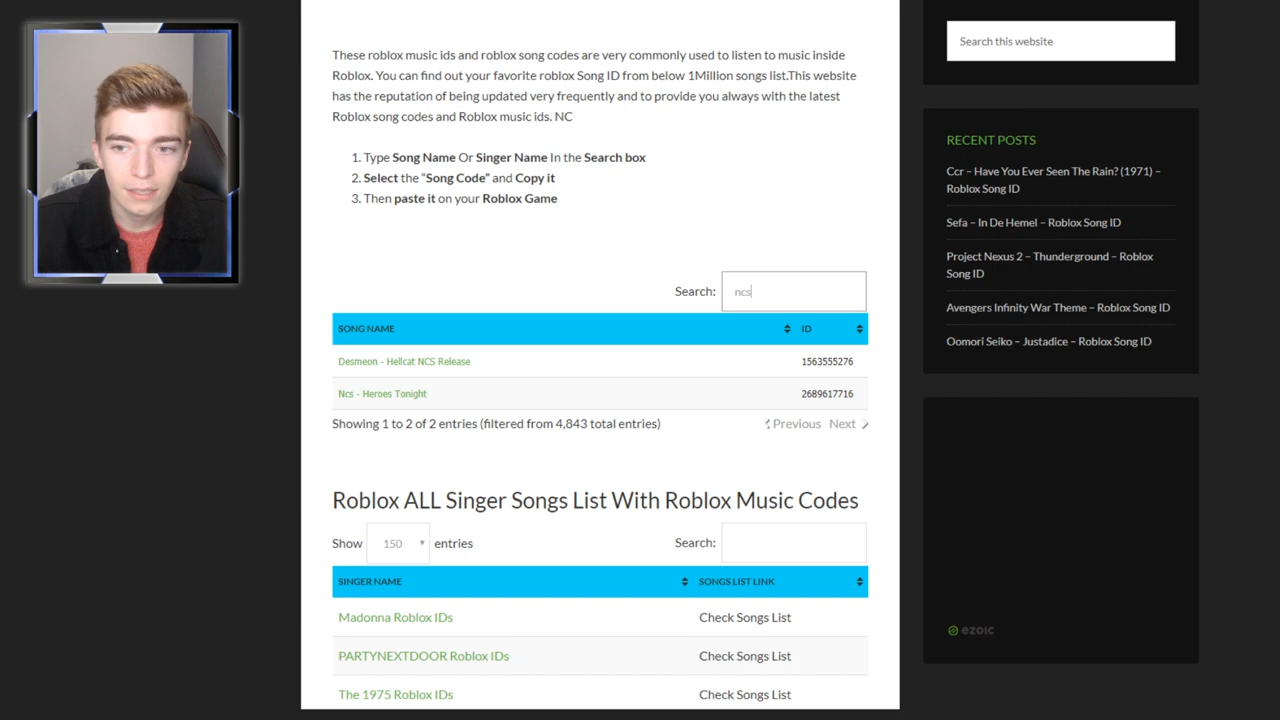 These roblox music ids and roblox song codes are very commonly used to listen to music inside
Roblox. You can find out your favorite roblox Song ID from below 1Million songs list.This website
has the reputation of being updated very frequently and to provide you always with the latest
Roblox song codes and Roblox music ids. NC
1. Type Song Name Or Singer Name In the Search box
2. Select the “Song Code” and Copy it
3. Then paste it on your Roblox Game
Search: ncs
SONG NAME ID
Desmeon - Hellcat NCS Release 1563555276
Ncs - Heroes Tonight 2689617716
Showing 1 to 2 of 2 entries (filtered from 4,843 total entries) Previous Next
Roblox ALL Singer Songs List With Roblox Music Codes
Show 150 entries Search:
SINGER NAME SONGS LIST LINK
Madonna Roblox IDs Check Songs List
PARTYNEXTDOOR Roblox IDs Check Songs List
The 1975 Roblox IDs Check Songs List
Search this website
RECENT POSTS
Ccr – Have You Ever Seen The Rain? (1971) –
Roblox Song ID
Sefa – In De Hemel – Roblox Song ID
Project Nexus 2 – Thunderground – Roblox
Song ID
Avengers Infinity War Theme – Roblox Song ID
Oomori Seiko – Justadice – Roblox Song ID
ezoic